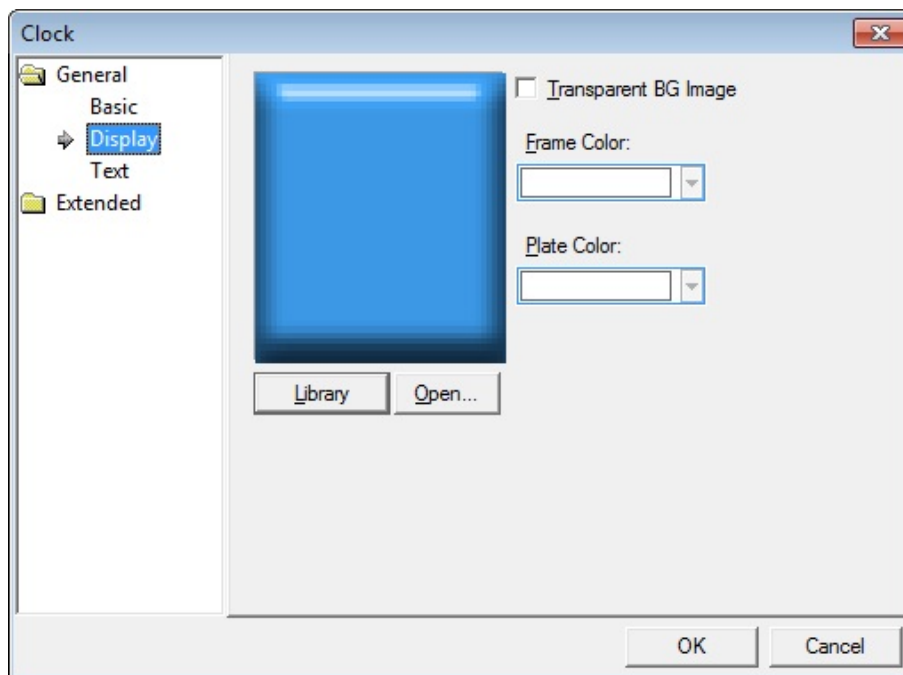 Clock
General
Basic
Display
Text
Extended
Transparent BG Image
Frame Color:
Plate Color:
Library
Open...
OK
Cancel